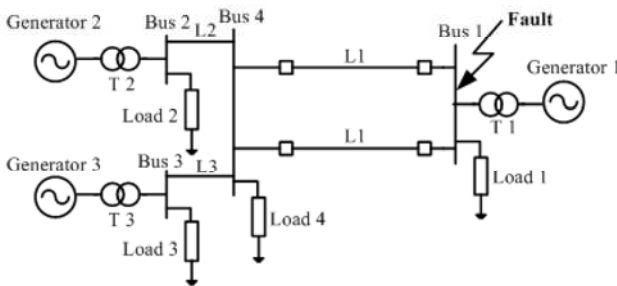 Generator 2
Bus 2
Bus 4
L2
T 2
Load 2
L1
Bus 1
Fault
Generator 1
T 1
L1
Load 1
Generator 3
Bus 3
L3
T 3
Load 3
Load 4